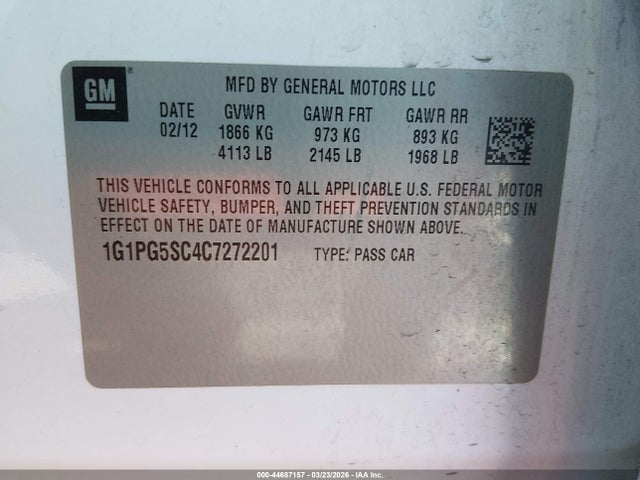 GM ®
MFD BY GENERAL MOTORS LLC
DATE GVWR GAWR FRT GAWR RR
02/12 1866 KG 973 KG 893 KG
4113 LB 2145 LB 1968 LB
THIS VEHICLE CONFORMS TO ALL APPLICABLE U.S. FEDERAL MOTOR
VEHICLE SAFETY, BUMPER, AND THEFT PREVENTION STANDARDS IN
EFFECT ON THE DATE OF MANUFACTURE SHOWN ABOVE.
1G1PG5SC4C7272201 TYPE: PASS CAR
000-44687157 - 03/23/2026 - IAA Inc.